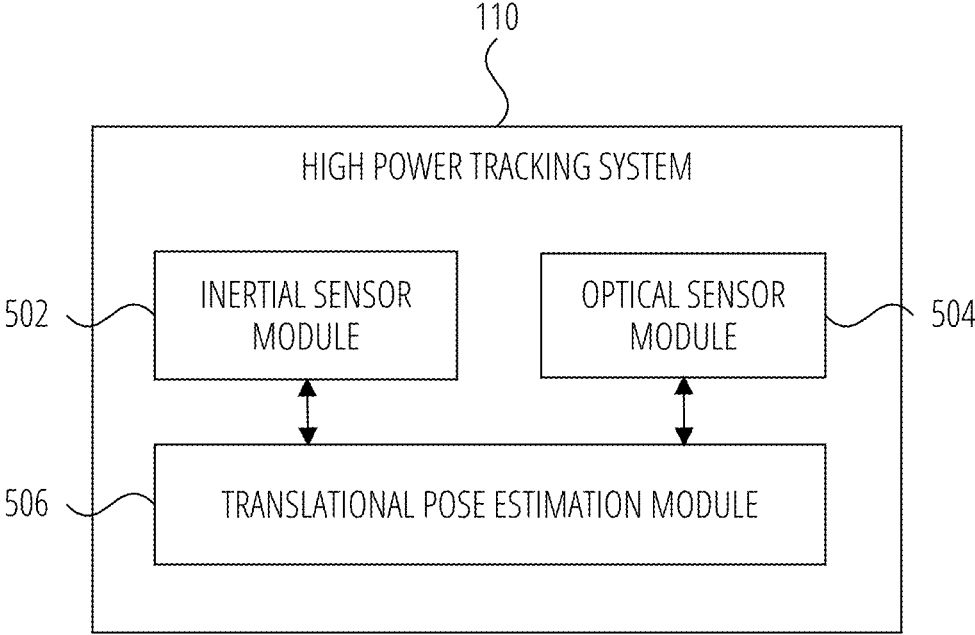 110
HIGH POWER TRACKING SYSTEM
INERTIAL SENSOR
MODULE
OPTICAL SENSOR
MODULE
502
504
TRANSLATIONAL POSE ESTIMATION MODULE
506